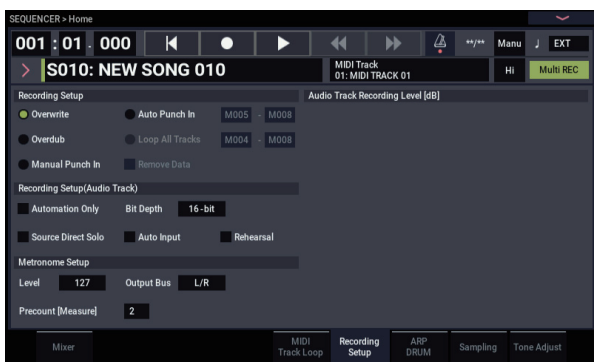 SEQUENCER > Home
001 : 01 . 000 **/** Manu ♩ EXT
S010: NEW SONG 010 MIDI Track Hi Multi REC
01: MIDI TRACK 01
Recording Setup Audio Track Recording Level [dB]
Overwrite Auto Punch In M005 - M008
Overdub Loop All Tracks M004 - M008
Manual Punch In Remove Data
Recording Setup(Audio Track)
Automation Only Bit Depth 16-bit
Source Direct Solo Auto Input Rehearsal
Metronome Setup
Level 127 Output Bus L/R
Precount [Measure] 2
Mixer MIDI Track Loop Recording Setup ARP DRUM Sampling Tone Adjust